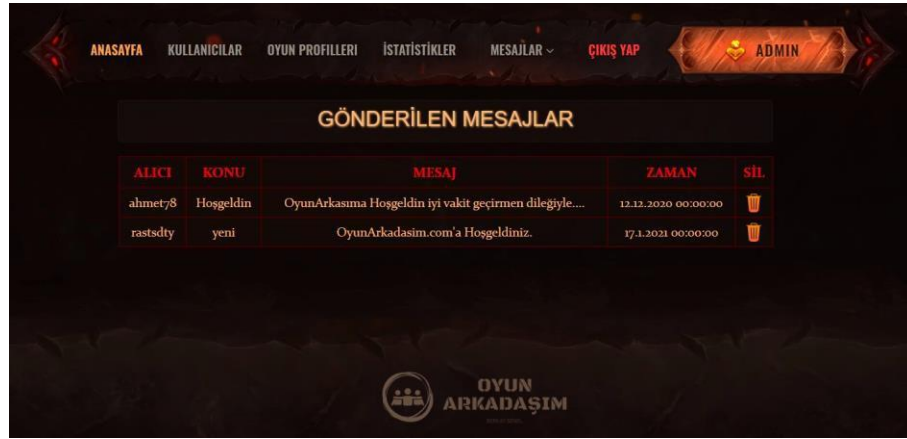 ANASAYFA KULLANICILAR OYUN PROFILLERI İSTATİSTİKLER MESAJLAR ÇIKIŞ YAP ADMIN
GÖNDERİLEN MESAJLAR
ALICI KONU MESAJ ZAMAN SİL
ahmet78 Hoşgeldin OyunArkasıma Hoşgeldin iyi vakit geçirmen dileğiyle.... 12.12.2020 00:00:00
rastsdty yeni OyunArkadasim.com'a Hoşgeldiniz. 17.1.2021 00:00:00
OYUN
ARKADAŞIM